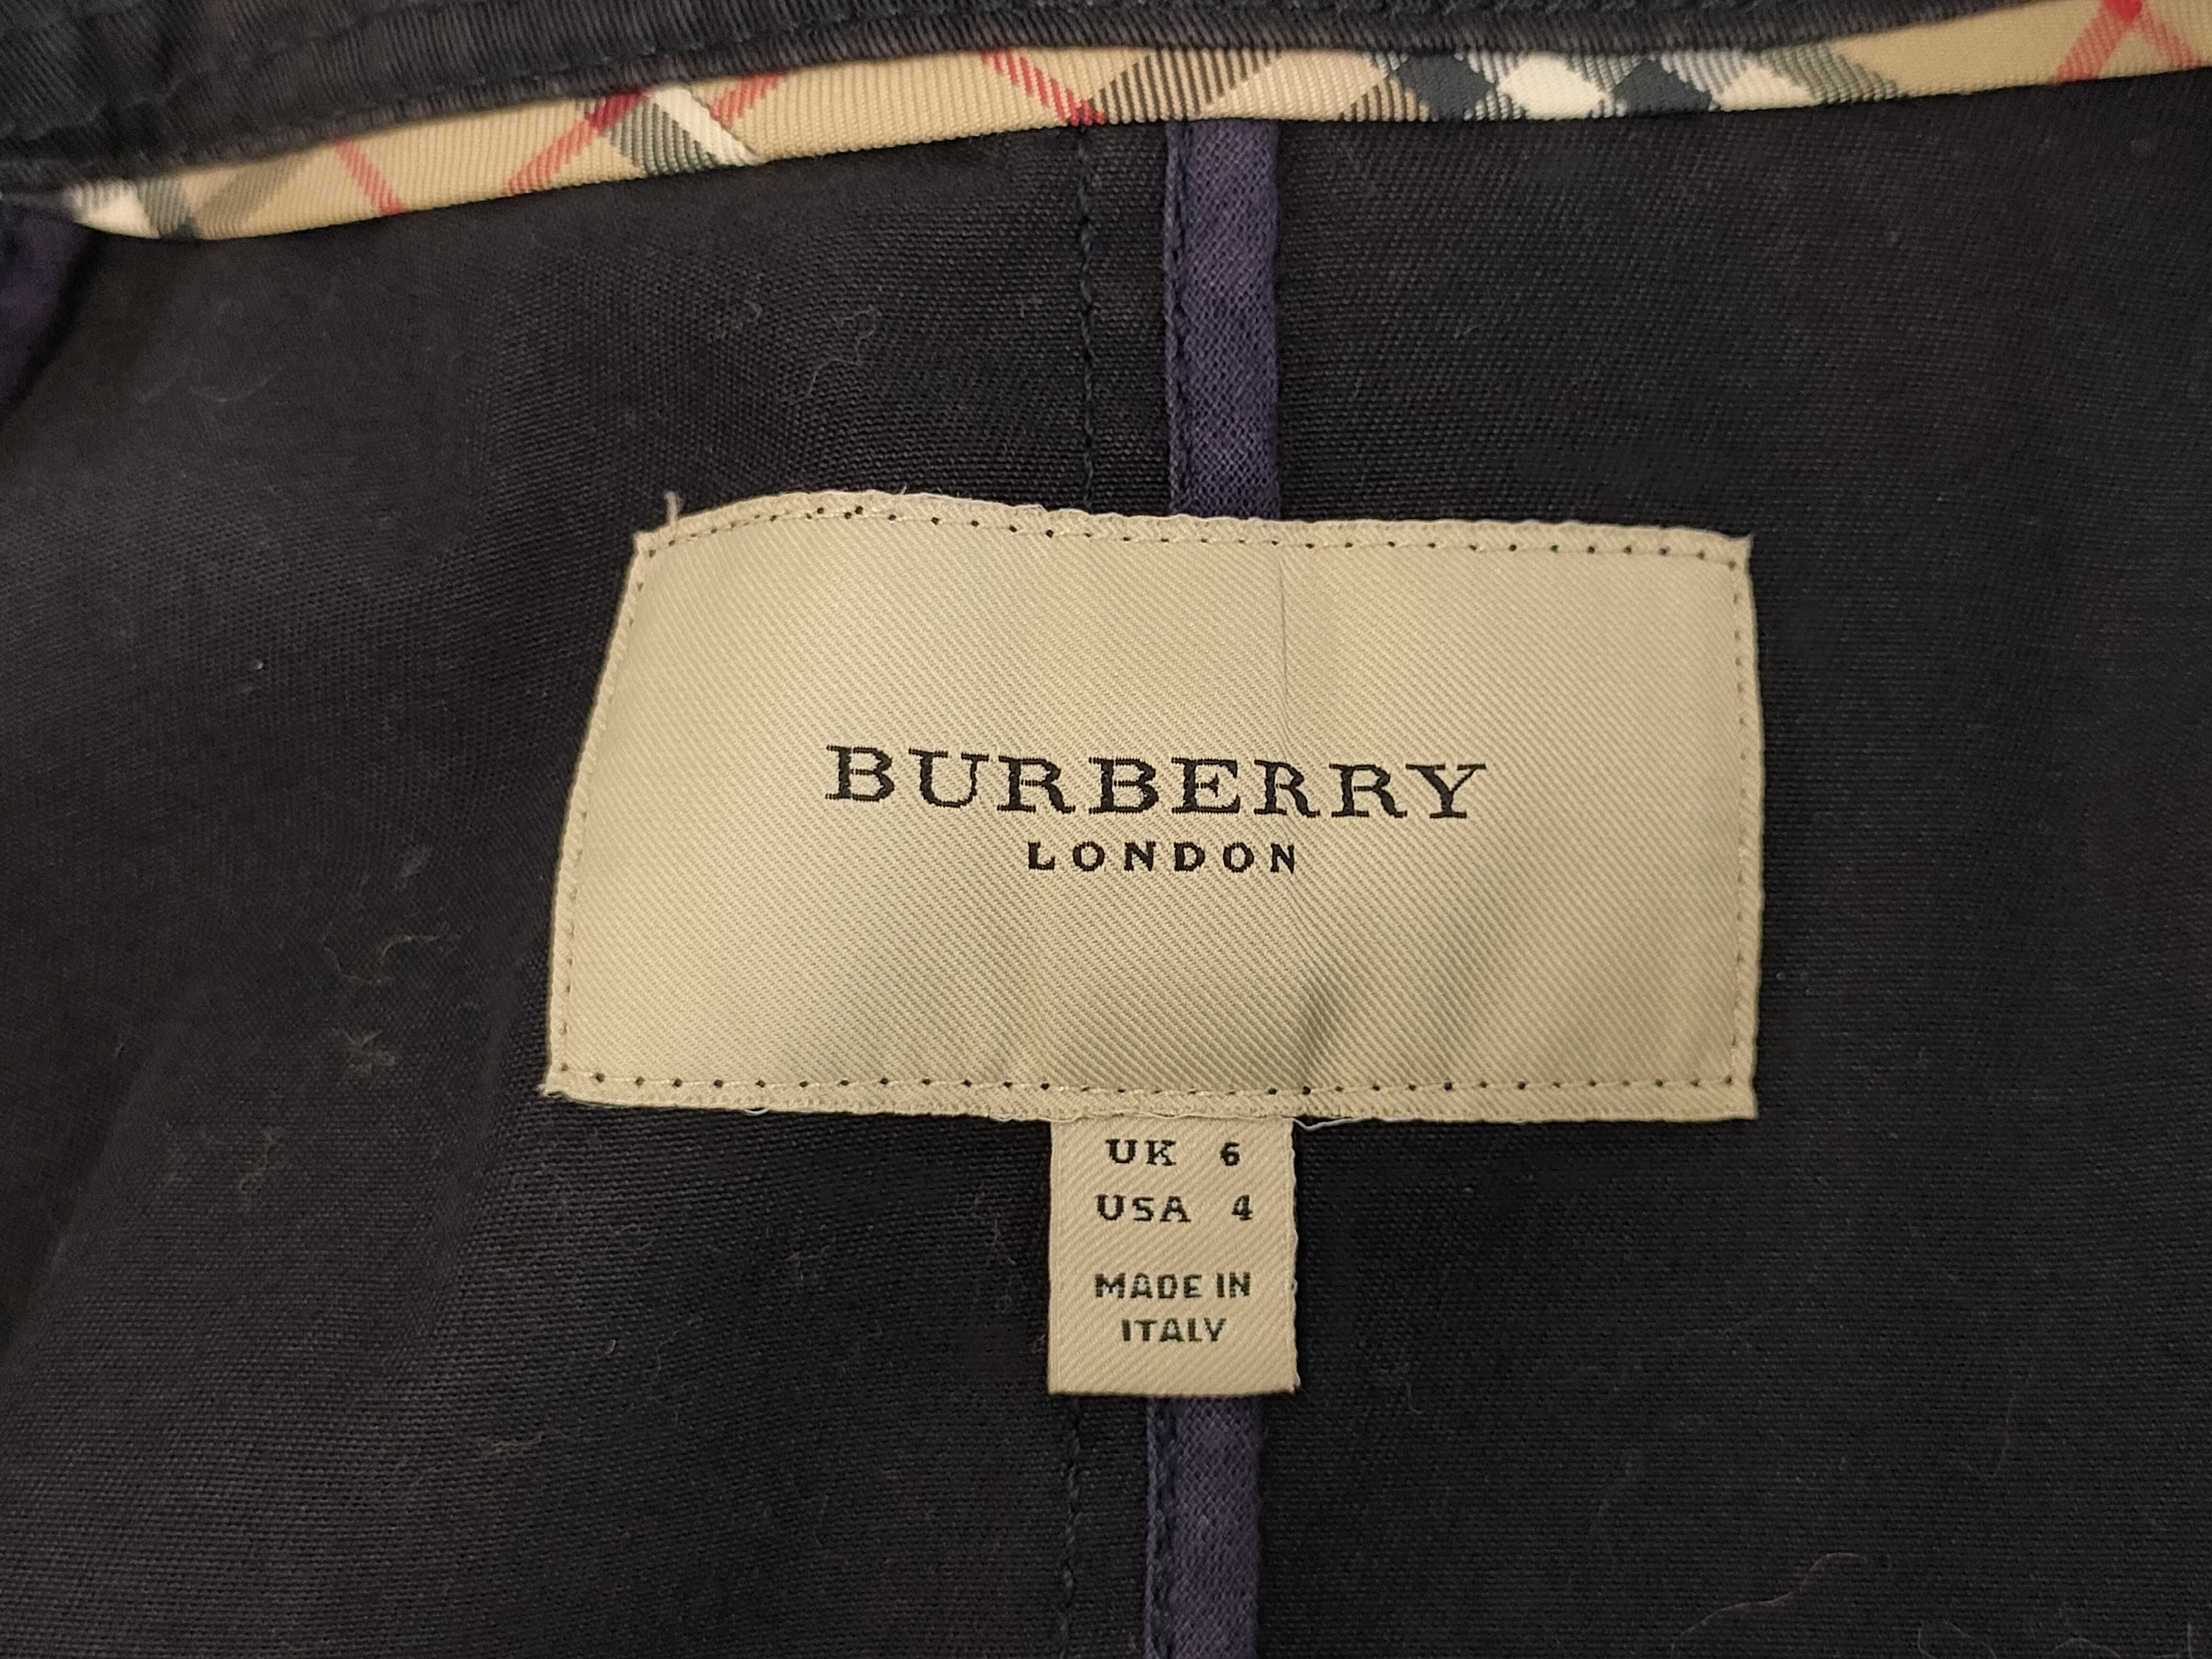 BURBERRY
LONDON
UK 6
USA 4
MADE IN
ITALY